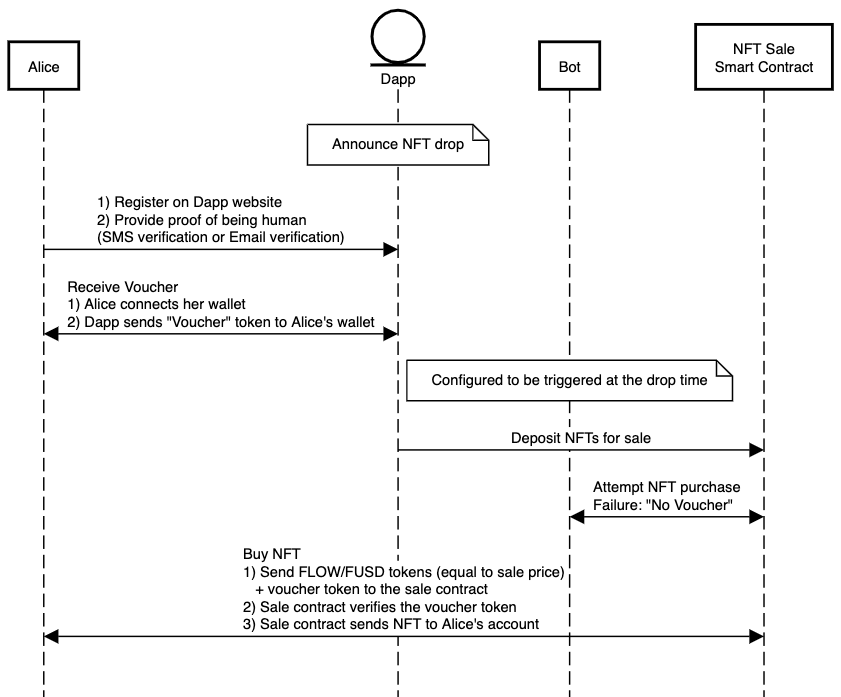 Alice
Dapp
Bot
NFT Sale
Smart Contract
Announce NFT drop
1) Register on Dapp website
2) Provide proof of being human
(SMS verification or Email verification)
Receive Voucher
1) Alice connects her wallet
2) Dapp sends "Voucher" token to Alice's wallet
Configured to be triggered at the drop time
Deposit NFTs for sale
Attempt NFT purchase
Failure: "No Voucher"
Buy NFT
1) Send FLOW/FUSD tokens (equal to sale price)
+ voucher token to the sale contract
2) Sale contract verifies the voucher token
3) Sale contract sends NFT to Alice's account